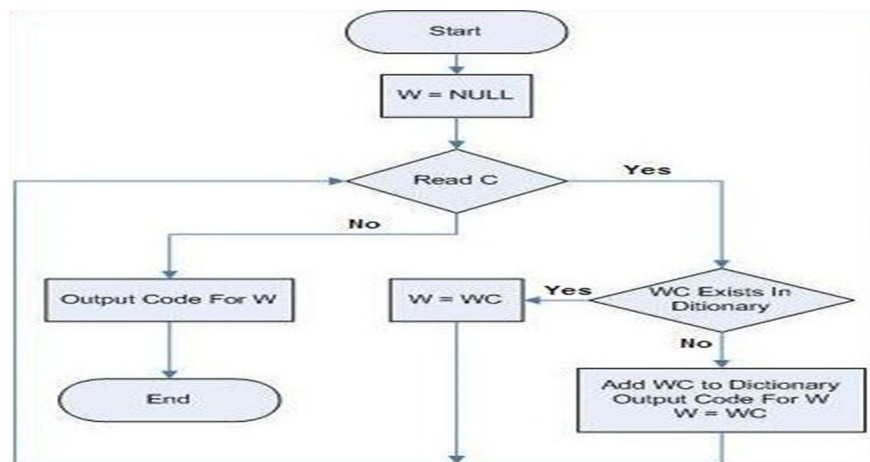 Start
W = NULL
Read C
Yes
No
Output Code For W
W = WC
Yes
WC Exists In
Ditionary
No
End
Add WC to Dictionary
Output Code For W
W = WC